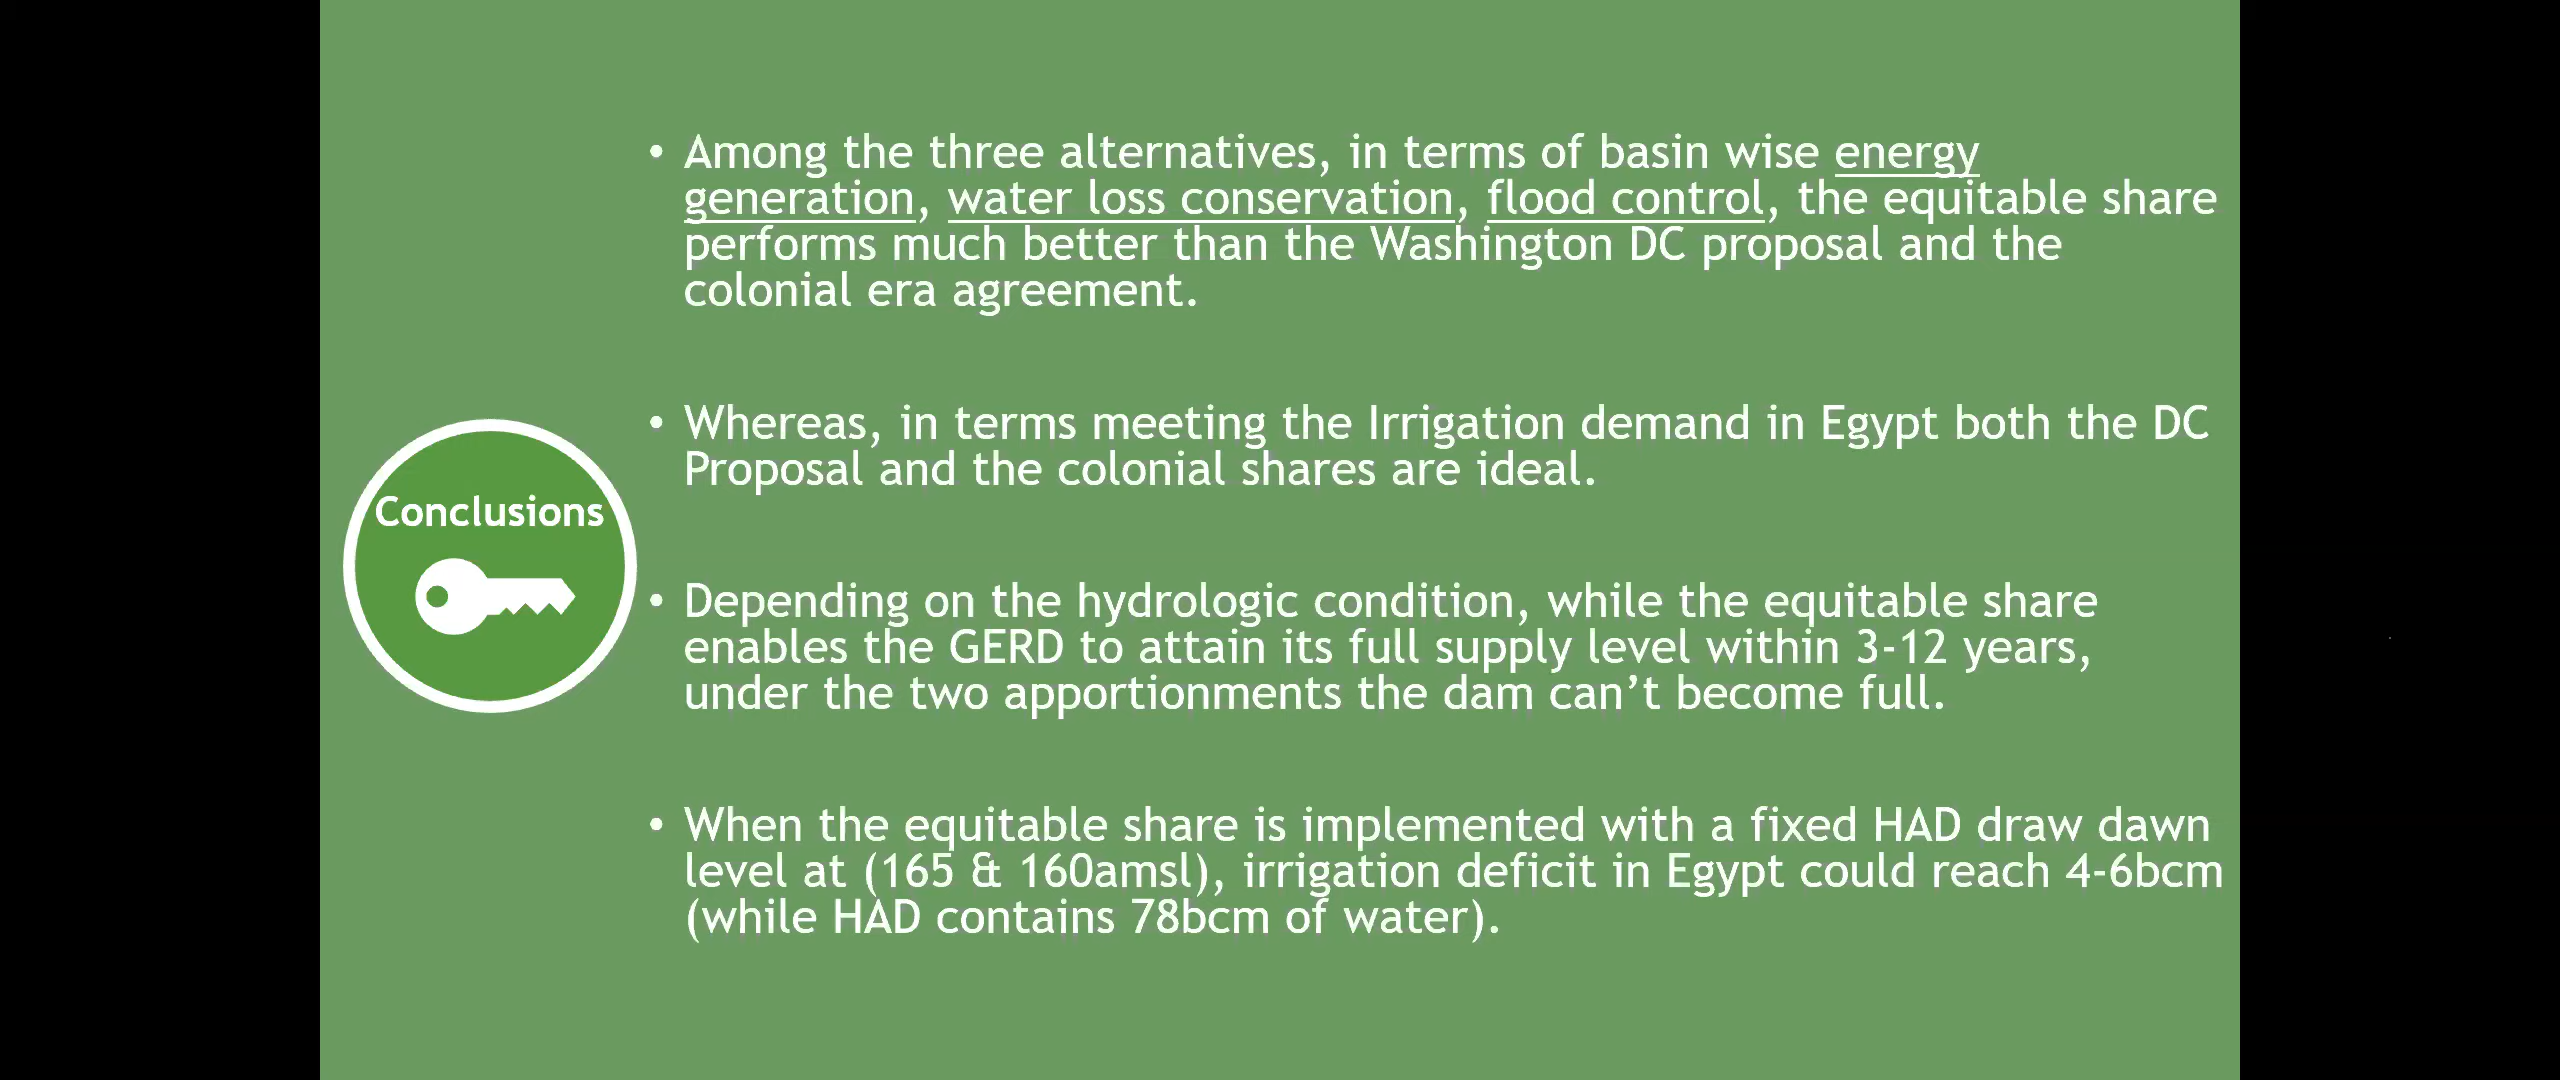 Conclusions
• Among the three alternatives, in terms of basin wise energy
generation, water loss conservation, flood control, the equitable share
performs much better than the Washington DC proposal and the
colonial era agreement.
• Whereas, in terms meeting the Irrigation demand in Egypt both the DC
Proposal and the colonial shares are ideal.
• Depending on the hydrologic condition, while the equitable share
enables the GERD to attain its full supply level within 3-12 years,
under the two apportionments the dam can’t become full.
• When the equitable share is implemented with a fixed HAD draw dawn
level at (165 & 160amsl), irrigation deficit in Egypt could reach 4-6bcm
(while HAD contains 78bcm of water).